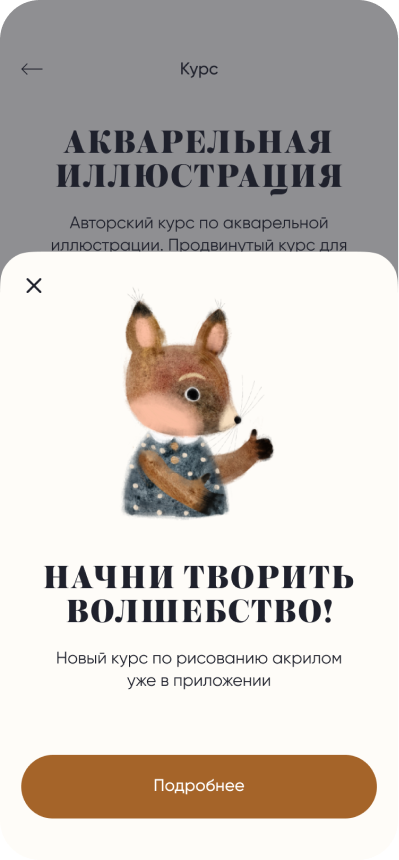 Курс
АКВАРЕЛЬНАЯ
ИЛЛЮСТРАЦИЯ
Авторский курс по акварельной
иллюстрации. Продвинутый курс для
НАЧНИ ТВОРИТЬ
ВОЛШЕБСТВО!
Новый курс по рисованию акрилом
уже в приложении
Подробнее